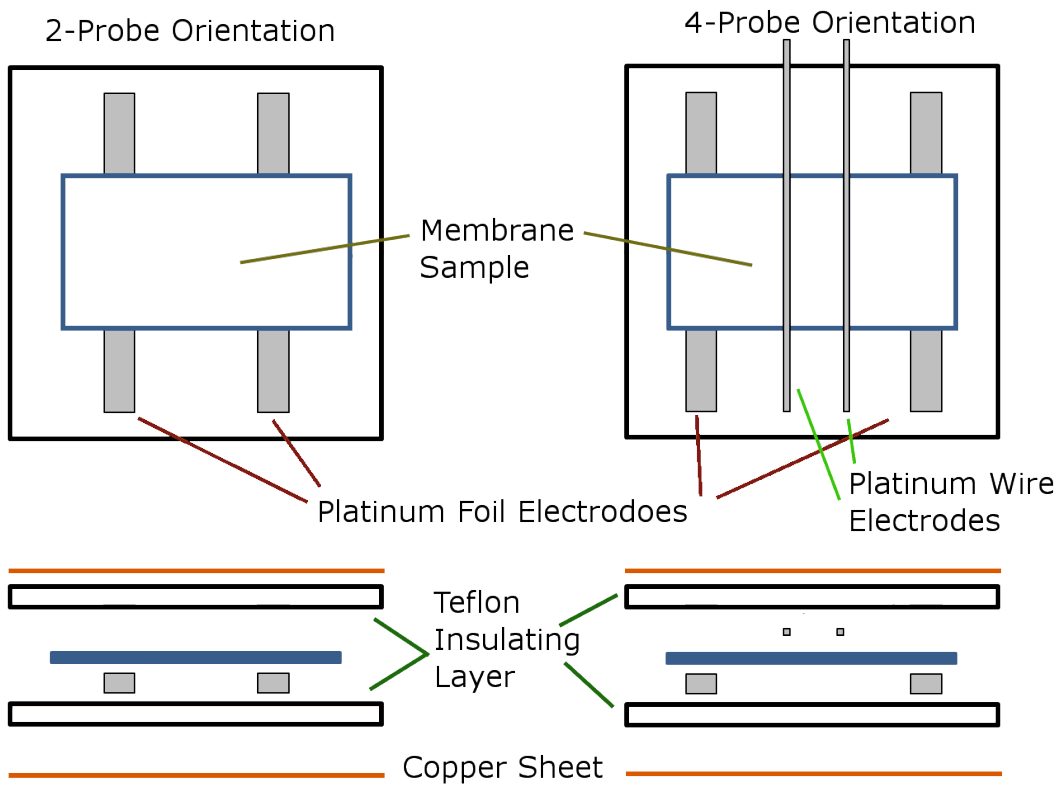 2-Probe Orientation
4-Probe Orientation
Membrane
Sample
Platinum Foil Electrodoes
Platinum Wire
Electrodes
Teflon
Insulating
Layer
Copper Sheet